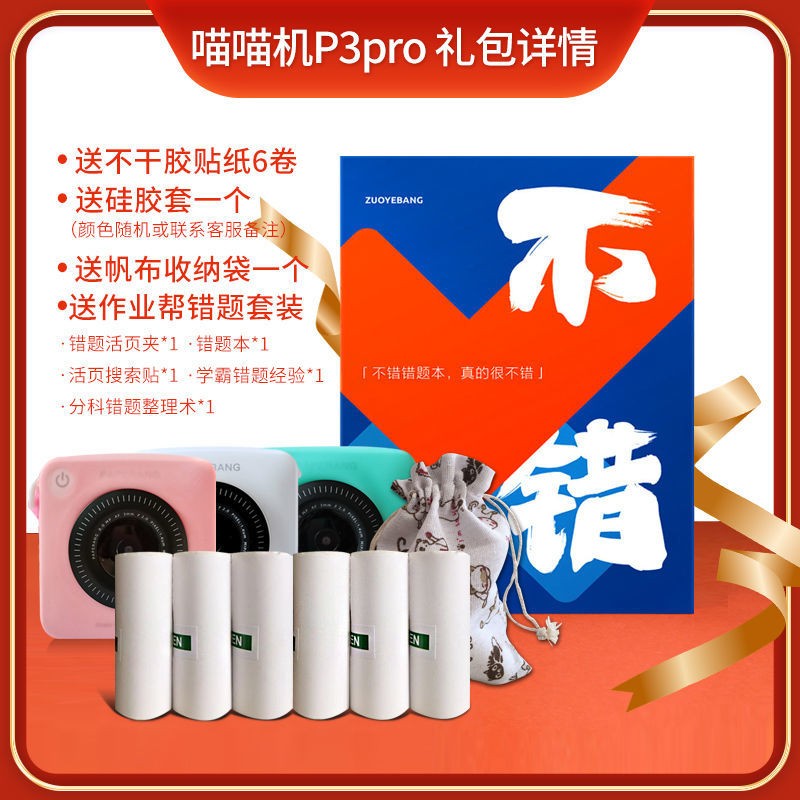 喵喵机P3pro 礼包详情
• 送不干胶贴纸6卷
• 送硅胶套一个
（颜色随机或联系客服备注）
• 送帆布收纳袋一个
• 送作业帮错题套装
·错题活页夹*1 ·错题本*1
·活页搜索贴*1 ·学霸错题经验*1
·分科错题整理术*1
ZUOYEBANG
不
「不错错题本，真的很不错」
错
EN
EN
EN
EN
EN